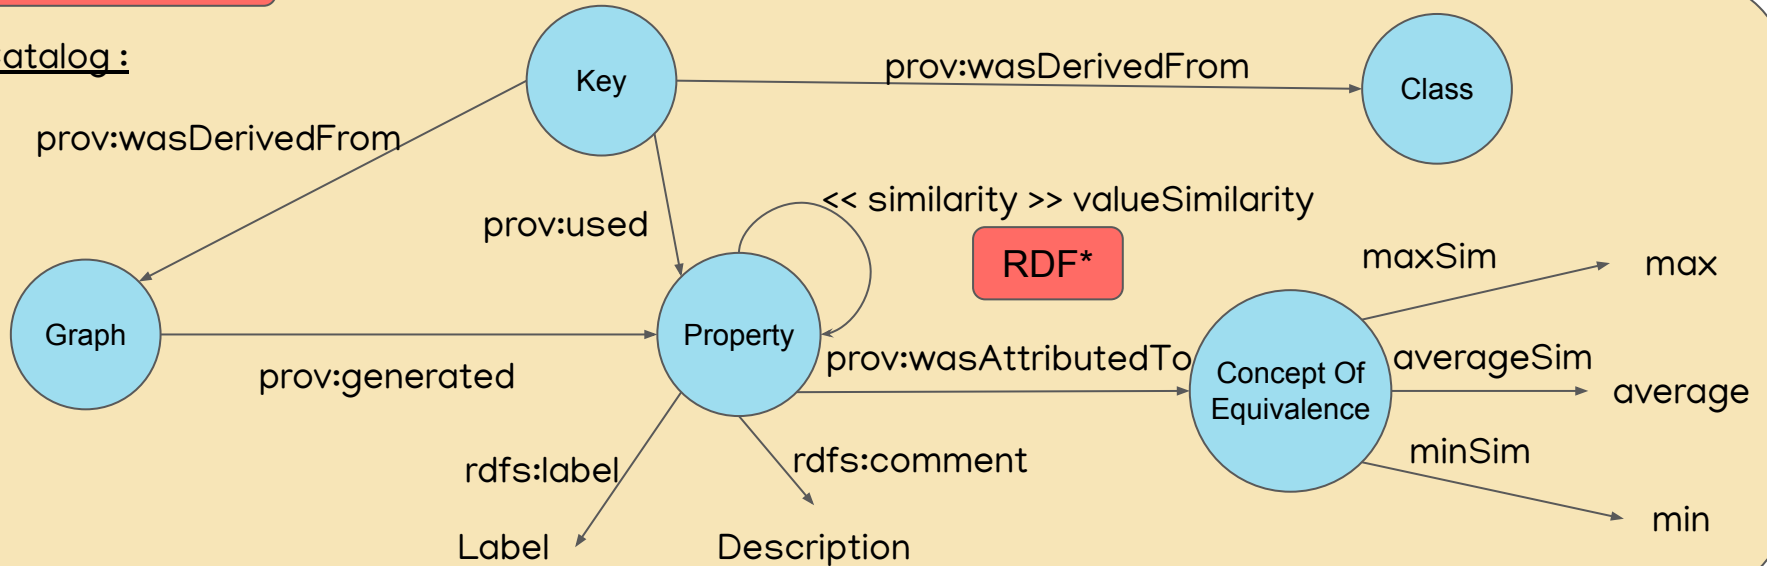 atalog :
Key
prov:wasDerivedFrom
Class
prov:wasDerivedFrom
<< similarity >> valueSimilarity
prov:used
RDF*
maxSim
max
Graph
Property
prov:wasAttributedTo
Concept Of
Equivalence
averageSim
average
prov:generated
rdfs:label
rdfs:comment
minSim
min
Label
Description